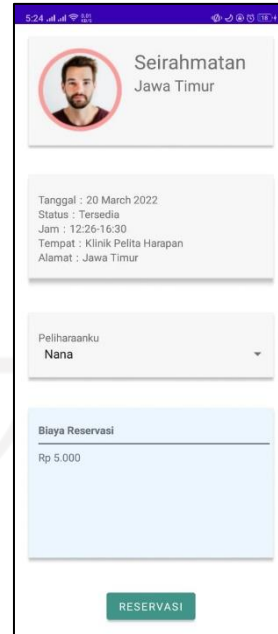 5:24
Seirahmatan
Jawa Timur
Tanggal : 20 March 2022
Status : Tersedia
Jam : 12:26-16:30
Tempat : Klinik Pelita Harapan
Alamat : Jawa Timur
Peliharaanku
Nana
Biaya Reservasi
Rp 5.000
RESERVASI